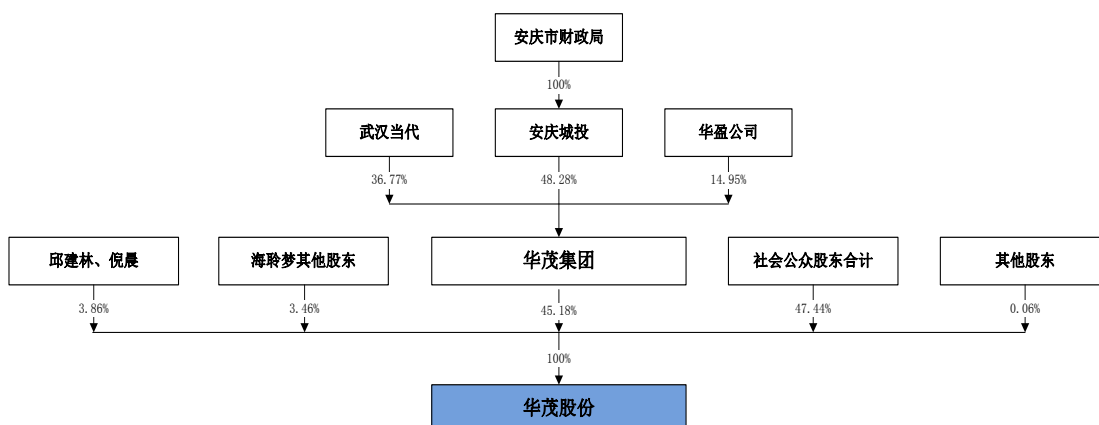 安庆市财政局
100%
武汉当代
安庆城投
华盈公司
36.77%
48.28%
14.95%
邱建林、倪晨
海聆梦其他股东
华茂集团
社会公众股东合计
其他股东
3.86%
3.46%
45.18%
47.44%
0.06%
100%
华茂股份